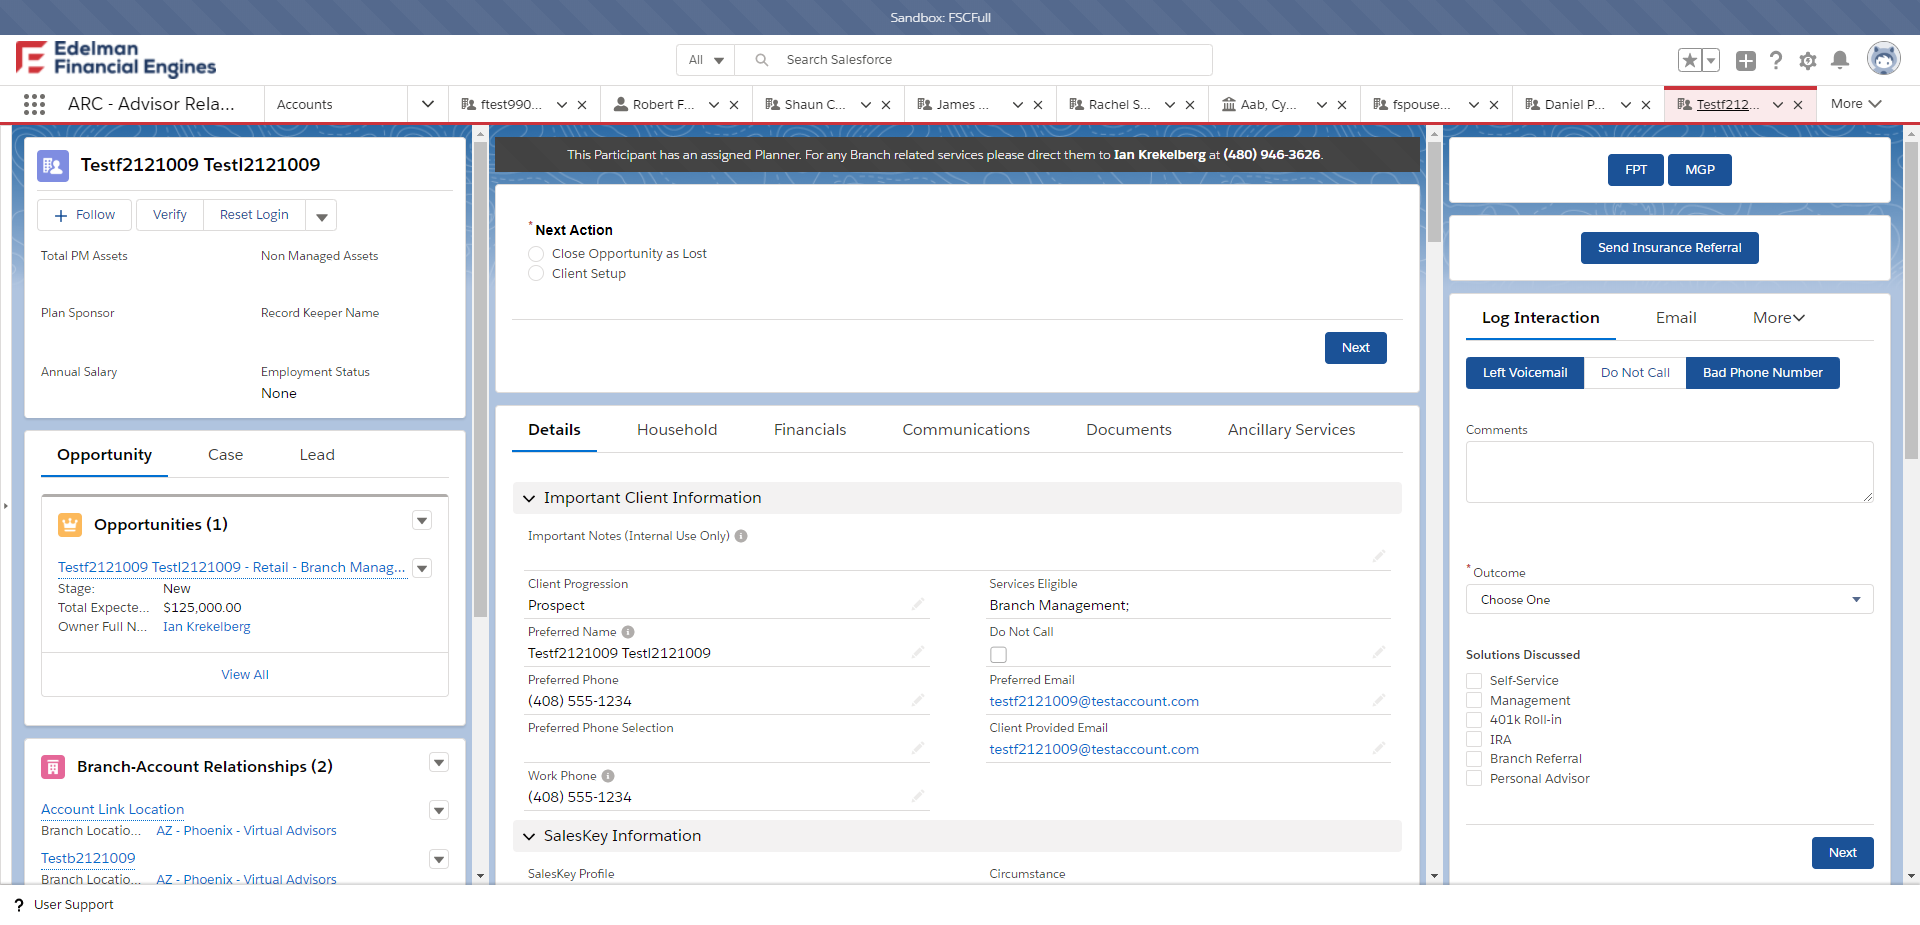 Sandbox: FSCFull
Edelman
Financial Engines
All
Search Salesforce
ARC - Advisor Rela...
Accounts
ftest990...
Robert F...
Shaun C...
James ...
Rachel S...
Aab, Cy...
fspouse...
Daniel P...
Testf212...
More
Testf2121009 Testl2121009
Follow
Verify
Reset Login
Total PM Assets
Non Managed Assets
Plan Sponsor
Record Keeper Name
Annual Salary
Employment Status
None
Opportunity
Case
Lead
Opportunities (1)
Testf2121009 Testl2121009 - Retail - Branch Manag...
Stage: New
Total Expecte... $125,000.00
Owner Full N... Ian Krekelberg
View All
Branch-Account Relationships (2)
Account Link Location
Branch Locatio... AZ - Phoenix - Virtual Advisors
Testb2121009
Branch Locatio... AZ - Phoenix - Virtual Advisors
This Participant has an assigned Planner. For any Branch related services please direct them to Ian Krekelberg at (480) 946-3626.
*Next Action
Close Opportunity as Lost
Client Setup
Next
Details
Household
Financials
Communications
Documents
Ancillary Services
Important Client Information
Important Notes (Internal Use Only)
Client Progression
Prospect
Services Eligible
Branch Management;
Preferred Name
Testf2121009 Testl2121009
Do Not Call
Preferred Phone
(408) 555-1234
Preferred Email
testf2121009@testaccount.com
Preferred Phone Selection
Client Provided Email
testf2121009@testaccount.com
Work Phone
(408) 555-1234
SalesKey Information
SalesKey Profile
Circumstance
FPT
MGP
Send Insurance Referral
Log Interaction
Email
More
Left Voicemail
Do Not Call
Bad Phone Number
Comments
*Outcome
Choose One
Solutions Discussed
Self-Service
Management
401k Roll-in
IRA
Branch Referral
Personal Advisor
Next
? User Support